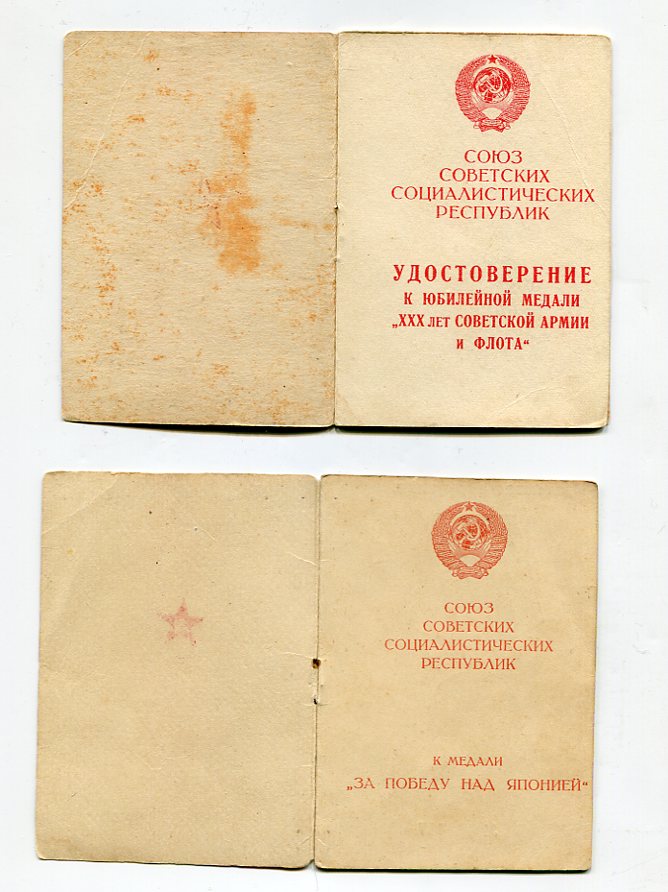 СОЮЗ
СОВЕТСКИХ
СОЦИАЛИСТИЧЕСКИХ
РЕСПУБЛИК
УДОСТОВЕРЕНИЕ
К ЮБИЛЕЙНОЙ МЕДАЛИ
„XXX ЛЕТ СОВЕТСКОЙ АРМИИ
И ФЛОТА“
СОЮЗ
СОВЕТСКИХ
СОЦИАЛИСТИЧЕСКИХ
РЕСПУБЛИК
К МЕДАЛИ
„ЗА ПОБЕДУ НАД ЯПОНИЕЙ“